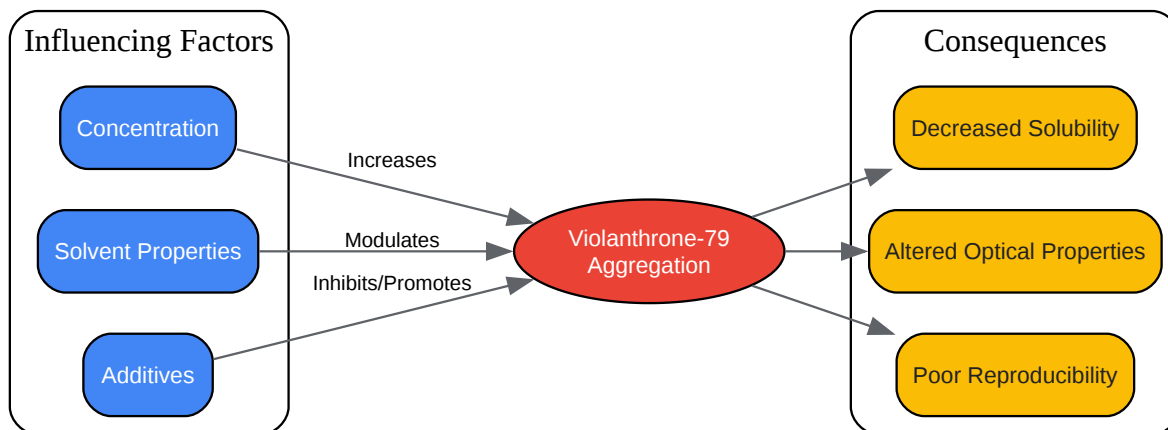 Influencing Factors
Consequences
Concentration
Increases
Decreased Solubility
Solvent Properties
Modulates
Violanthrone-79
Aggregation
Altered Optical Properties
Inhibits/Promotes
Additives
Poor Reproducibility